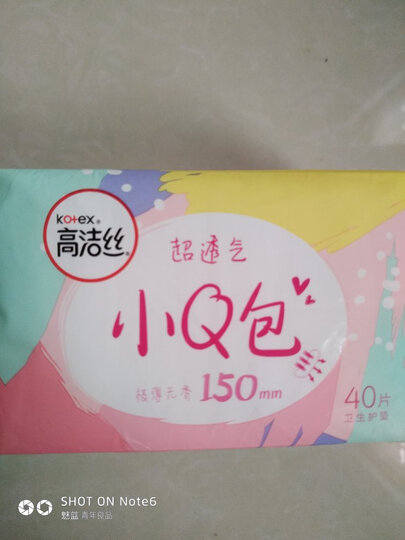 Kotex®
高洁丝®
超透气
小Q包
极薄无香 150mm
40片
卫生护垫
SHOT ON Note6
魅蓝 青年良品